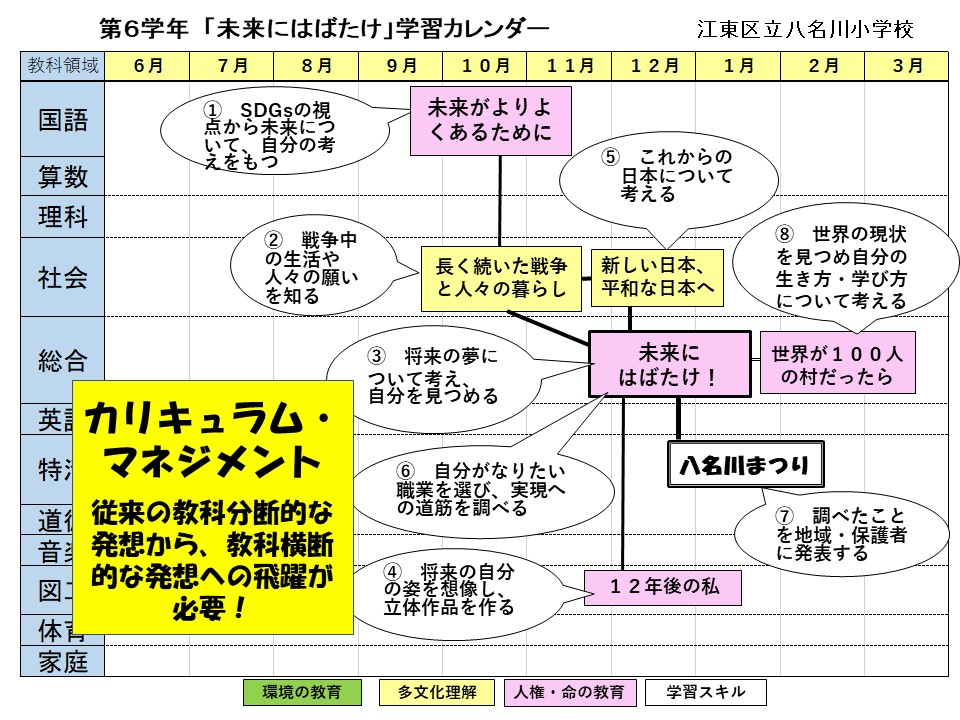 第６学年 「未来にはばたけ」学習カレンダー
江東区立八名川小学校
教科領域 ６月 ７月 ８月 ９月 １０月 １１月 １２月 １月 ２月 ３月
国語
算数
理科
社会
総合
英語
特活
道徳
音楽
図工
体育
家庭
① SDGsの視
点から未来につ
いて、自分の考
えをもつ
未来がよりよ
くあるために
⑤ これからの
日本について
考える
② 戦争中
の生活や
人々の願い
を知る
長く続いた戦争
と人々の暮らし
新しい日本、
平和な日本へ
⑧ 世界の現状
を見つめ自分の
生き方・学び方
について考える
③ 将来の夢に
ついて考え、
自分を見つめる
未来に
はばたけ！
世界が１００人
の村だったら
カリキュラム・
マネジメント
従来の教科分断的な
発想から、教科横断
的な発想への飛躍が
必要！
⑥ 自分がなりたい
職業を選び、実現へ
の道筋を調べる
八名川まつり
⑦ 調べたこと
を地域・保護者
に発表する
④ 将来の自分
の姿を想像し、
立体作品を作る
１２年後の私
環境の教育
多文化理解
人権・命の教育
学習スキル